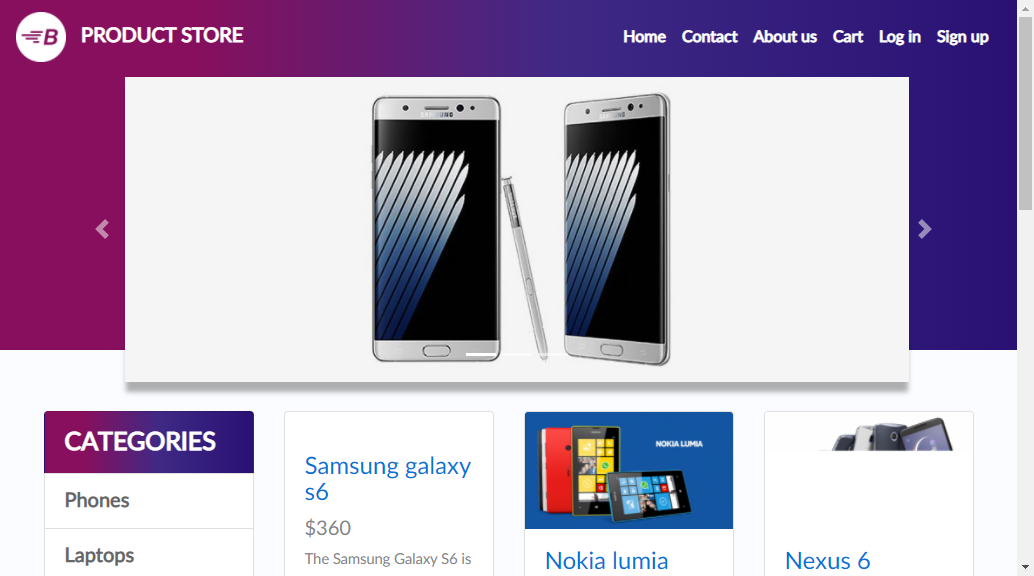 B PRODUCT STORE
Home Contact About us Cart Log in Sign up
SAMSUNG SAMSUNG
CATEGORIES
Phones
Laptops
Samsung galaxy
s6
$360
The Samsung Galaxy S6 is
NOKIA LUMIA
Nokia lumia
Nexus 6